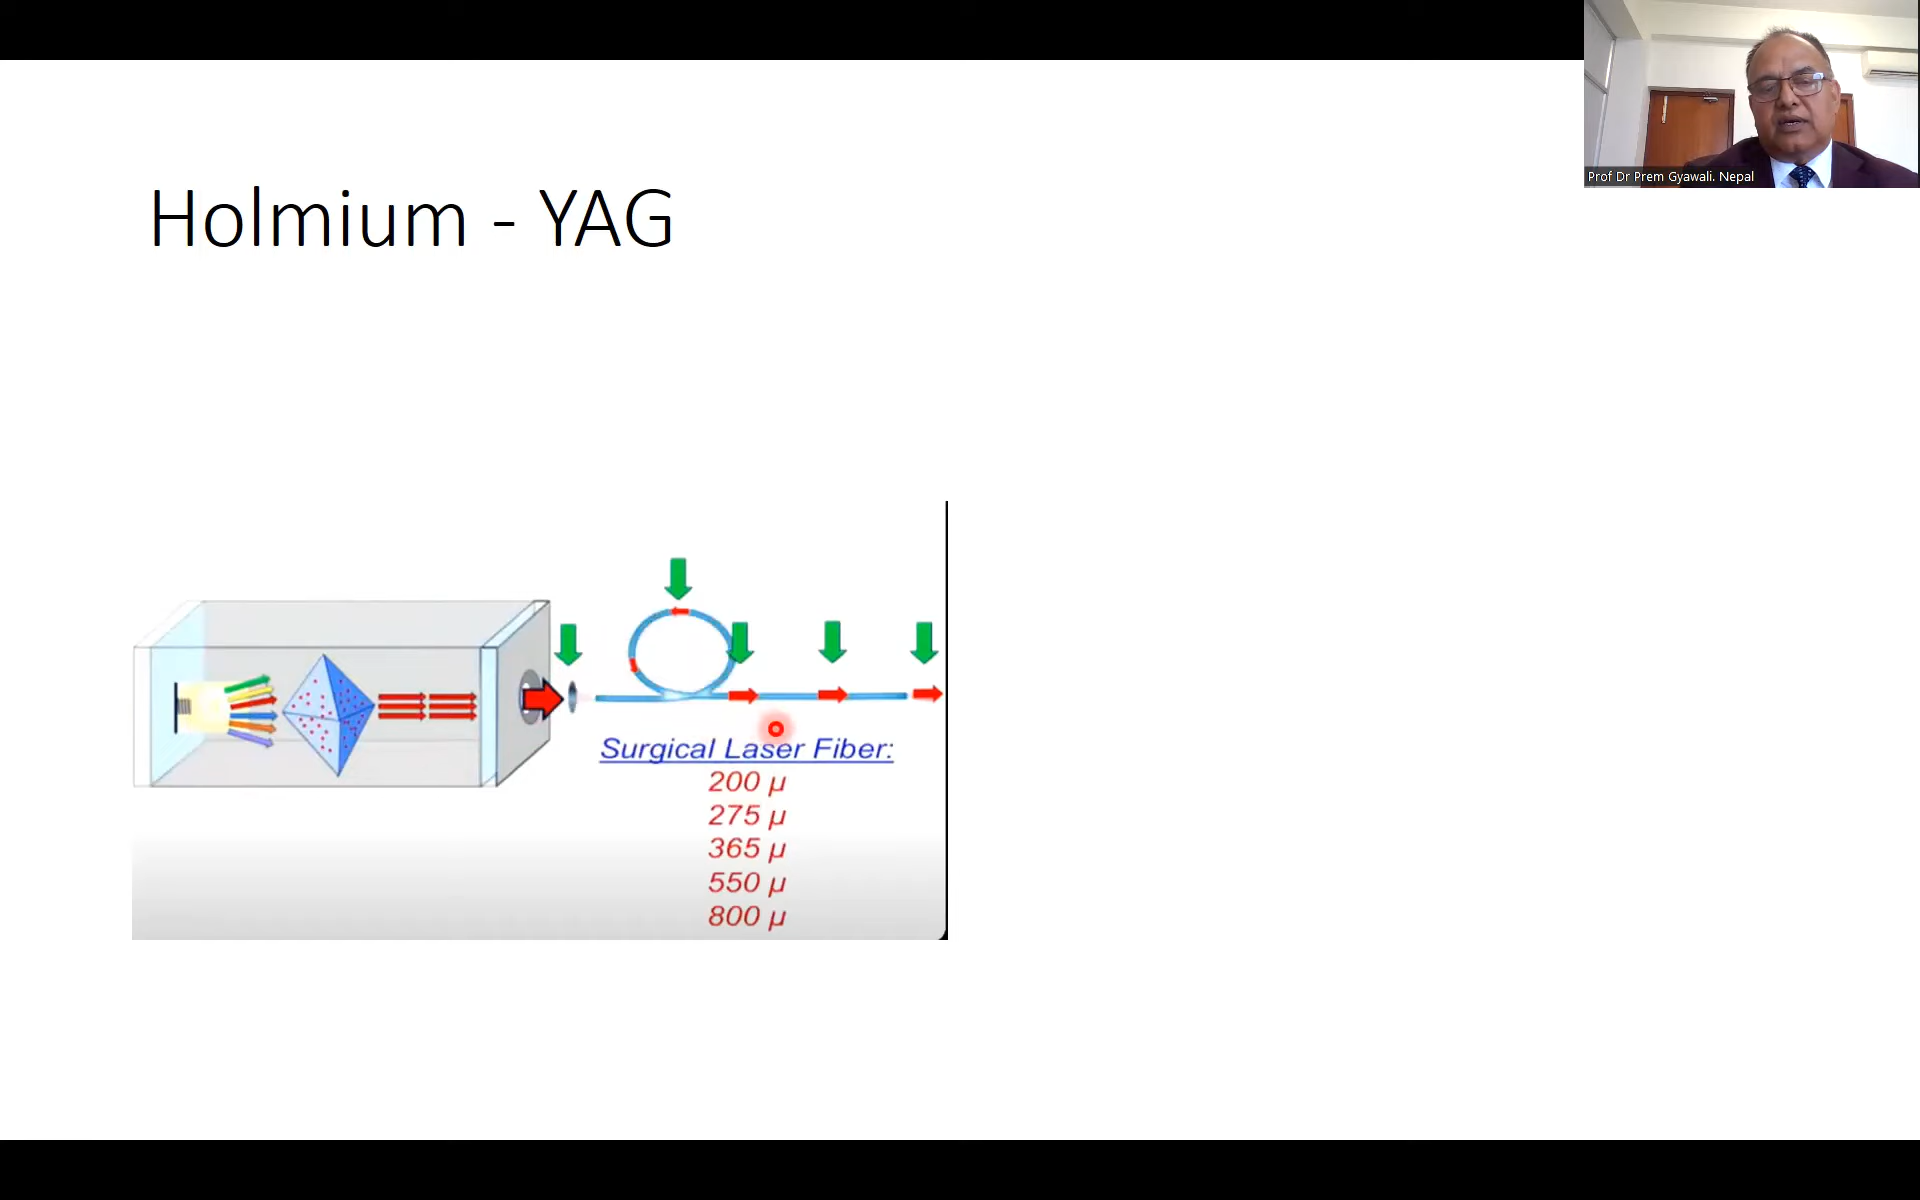 Prof Dr Prem Gyawali. Nepal
Holmium - YAG
Surgical Laser Fiber:
200 µ
275 µ
365 µ
550 µ
800 µ